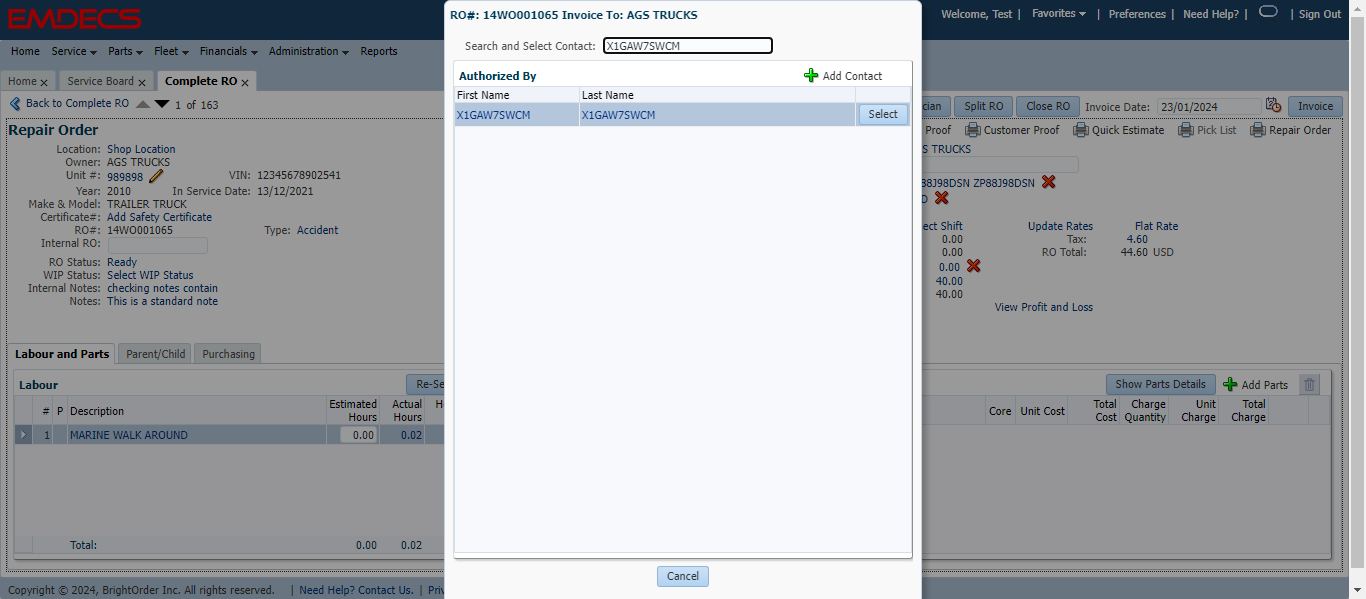 EMDECS
Welcome, Test | Favorites | Preferences | Need Help? | | Sign Out
Home Service Parts Fleet Financials Administration Reports
Home x Service Board x Complete RO x
Back to Complete RO 1 of 163
cian Split RO Close RO Invoice Date: 23/01/2024 Invoice
Repair Order
Proof Customer Proof Quick Estimate Pick List Repair Order
Location: Shop Location
Owner: AGS TRUCKS
Unit #: 989898 VIN: 12345678902541
Year: 2010 In Service Date: 13/12/2021
Make & Model: TRAILER TRUCK
Certificate#: Add Safety Certificate
RO#: 14WO001065 Type: Accident
Internal RO:
RO Status: Ready
WIP Status: Select WIP Status
Internal Notes: checking notes contain
Notes: This is a standard note
RO#: 14WO001065 Invoice To: AGS TRUCKS
Search and Select Contact: X1GAW7SWCM
Authorized By Add Contact
First Name Last Name
X1GAW7SWCM X1GAW7SWCM Select
Cancel
S TRUCKS
88J98DSN ZP88J98DSN
ect Shift Update Rates Flat Rate
0.00 Tax: 4.60
0.00 RO Total: 44.60 USD
0.00
40.00
40.00
View Profit and Loss
Labour and Parts Parent/Child Purchasing
Labour Re-Se
# P Description Estimated Hours Actual Hours H
1 MARINE WALK AROUND 0.00 0.02
Total: 0.00 0.02
Show Parts Details Add Parts
Core Unit Cost Total Cost Charge Quantity Unit Charge Total Charge
Copyright © 2024, BrightOrder Inc. All rights reserved. | Need Help? Contact Us. | Priv